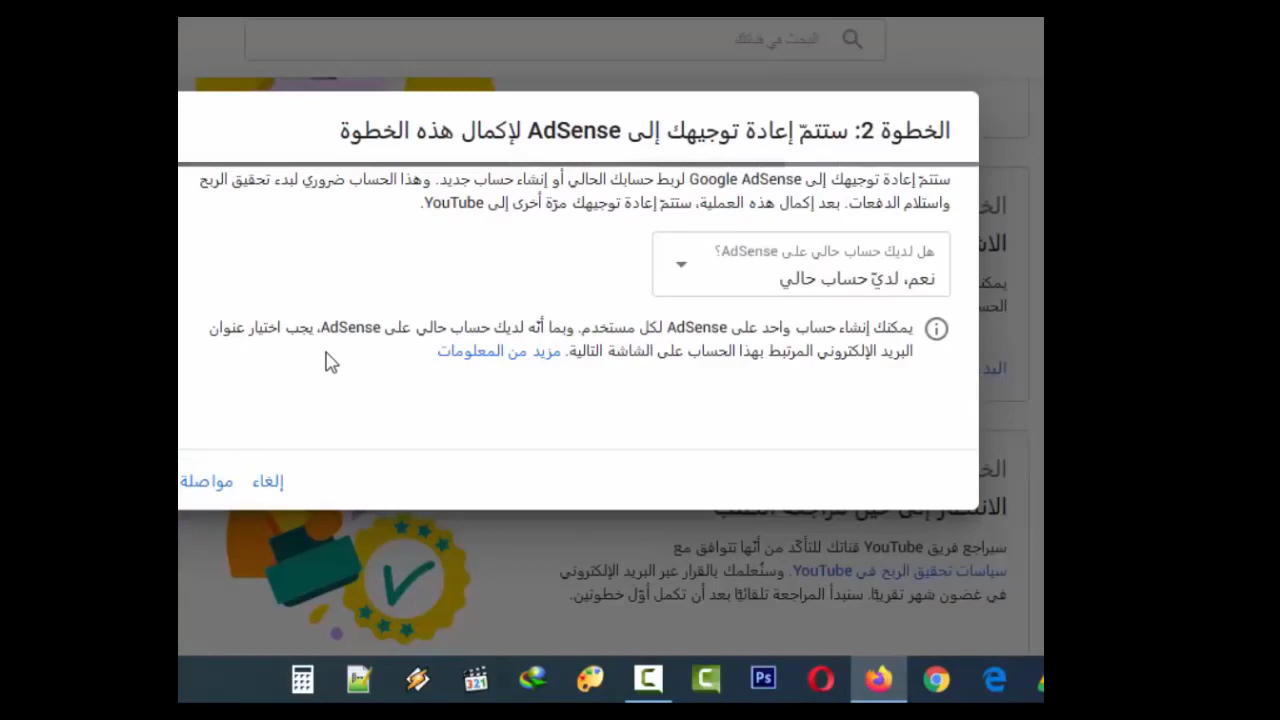 البحث في قناتك
الخطوة 2: ستتمّ إعادة توجيهك إلى AdSense لإكمال هذه الخطوة
ستتمّ إعادة توجيهك إلى Google AdSense لربط حسابك الحالي أو إنشاء حساب جديد. وهذا الحساب ضروري لبدء تحقيق الربح
واستلام الدفعات. بعد إكمال هذه العملية، ستتمّ إعادة توجيهك مرّة أخرى إلى YouTube.
هل لديك حساب حالي على AdSense؟
نعم، لديّ حساب حالي
يمكنك إنشاء حساب واحد على AdSense لكل مستخدم. وبما أنّه لديك حساب حالي على AdSense، يجب اختيار عنوان
البريد الإلكتروني المرتبط بهذا الحساب على الشاشة التالية. مزيد من المعلومات
إلغاء مواصلة
سيراجع فريق YouTube قناتك للتأكّد من أنّها تتوافق مع
سياسات تحقيق الربح في YouTube. وسنُعلمك بالقرار عبر البريد الإلكتروني
في غضون شهر تقريبًا. سنبدأ المراجعة تلقائيًا بعد أن تكمل أوّل خطوتين.
321
Ps